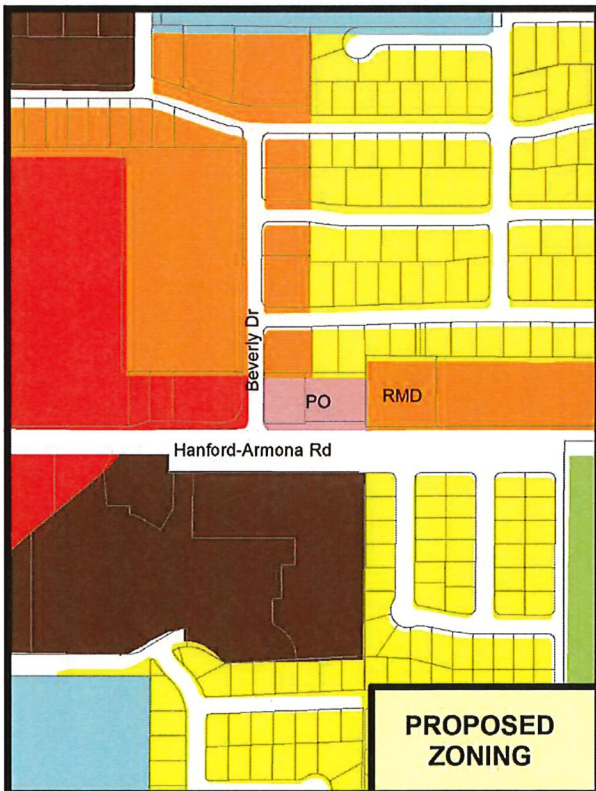 Beverly Dr
PO
RMD
Hanford-Armona Rd
PROPOSED
ZONING